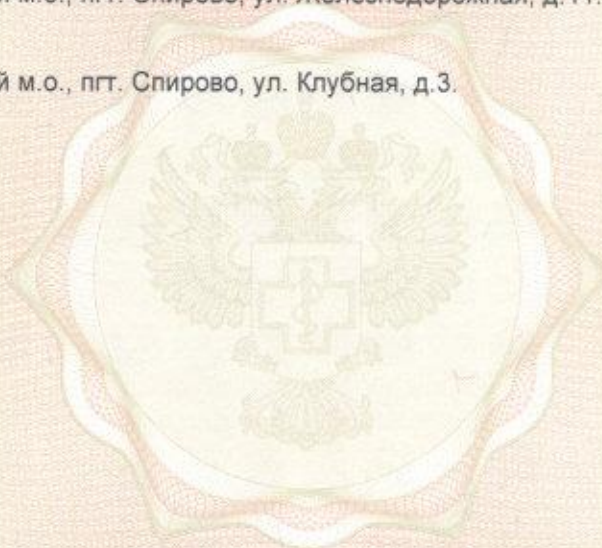 й м.о., пгт. Спирово, ул. Железнодорожная, д.
й м.о., пгт. Спирово, ул. Клубная, д.3.